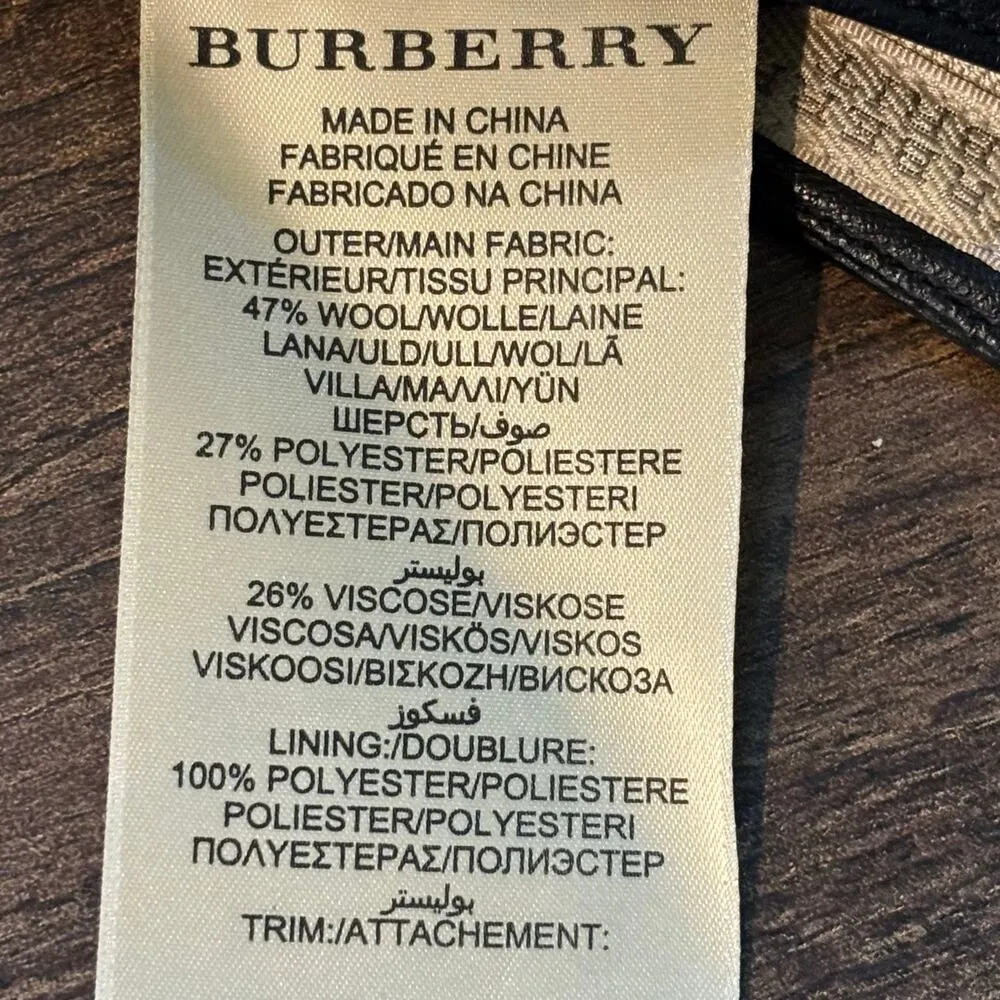 BURBERRY
MADE IN CHINA
FABRIQUÉ EN CHINE
FABRICADO NA CHINA
OUTER/MAIN FABRIC:
EXTÉRIEUR/TISSU PRINCIPAL:
47% WOOL/WOLLE/LAINE
LANA/ULD/ULL/WOL/LÃ
VILLA/ΜΑΛΛΙ/YÜN
ШЕРСТЬ/صوف
27% POLYESTER/POLIESTERE
POLIESTER/POLYESTERI
ΠΟΛΥΕΣΤΕΡΑΣ/ПОЛИЭСТЕР
بوليستر
26% VISCOSE/VISKOSE
VISCOSA/VISKÖS/VISKOS
VISKOOSI/ΒΙΣΚΟΖΗ/ВИСКОЗА
فسكوز
LINING:/DOUBLURE:
100% POLYESTER/POLIESTERE
POLIESTER/POLYESTERI
ΠΟΛΥΕΣΤΕΡΑΣ/ПОЛИЭСТЕР
بوليستر
TRIM:/ATTACHEMENT: